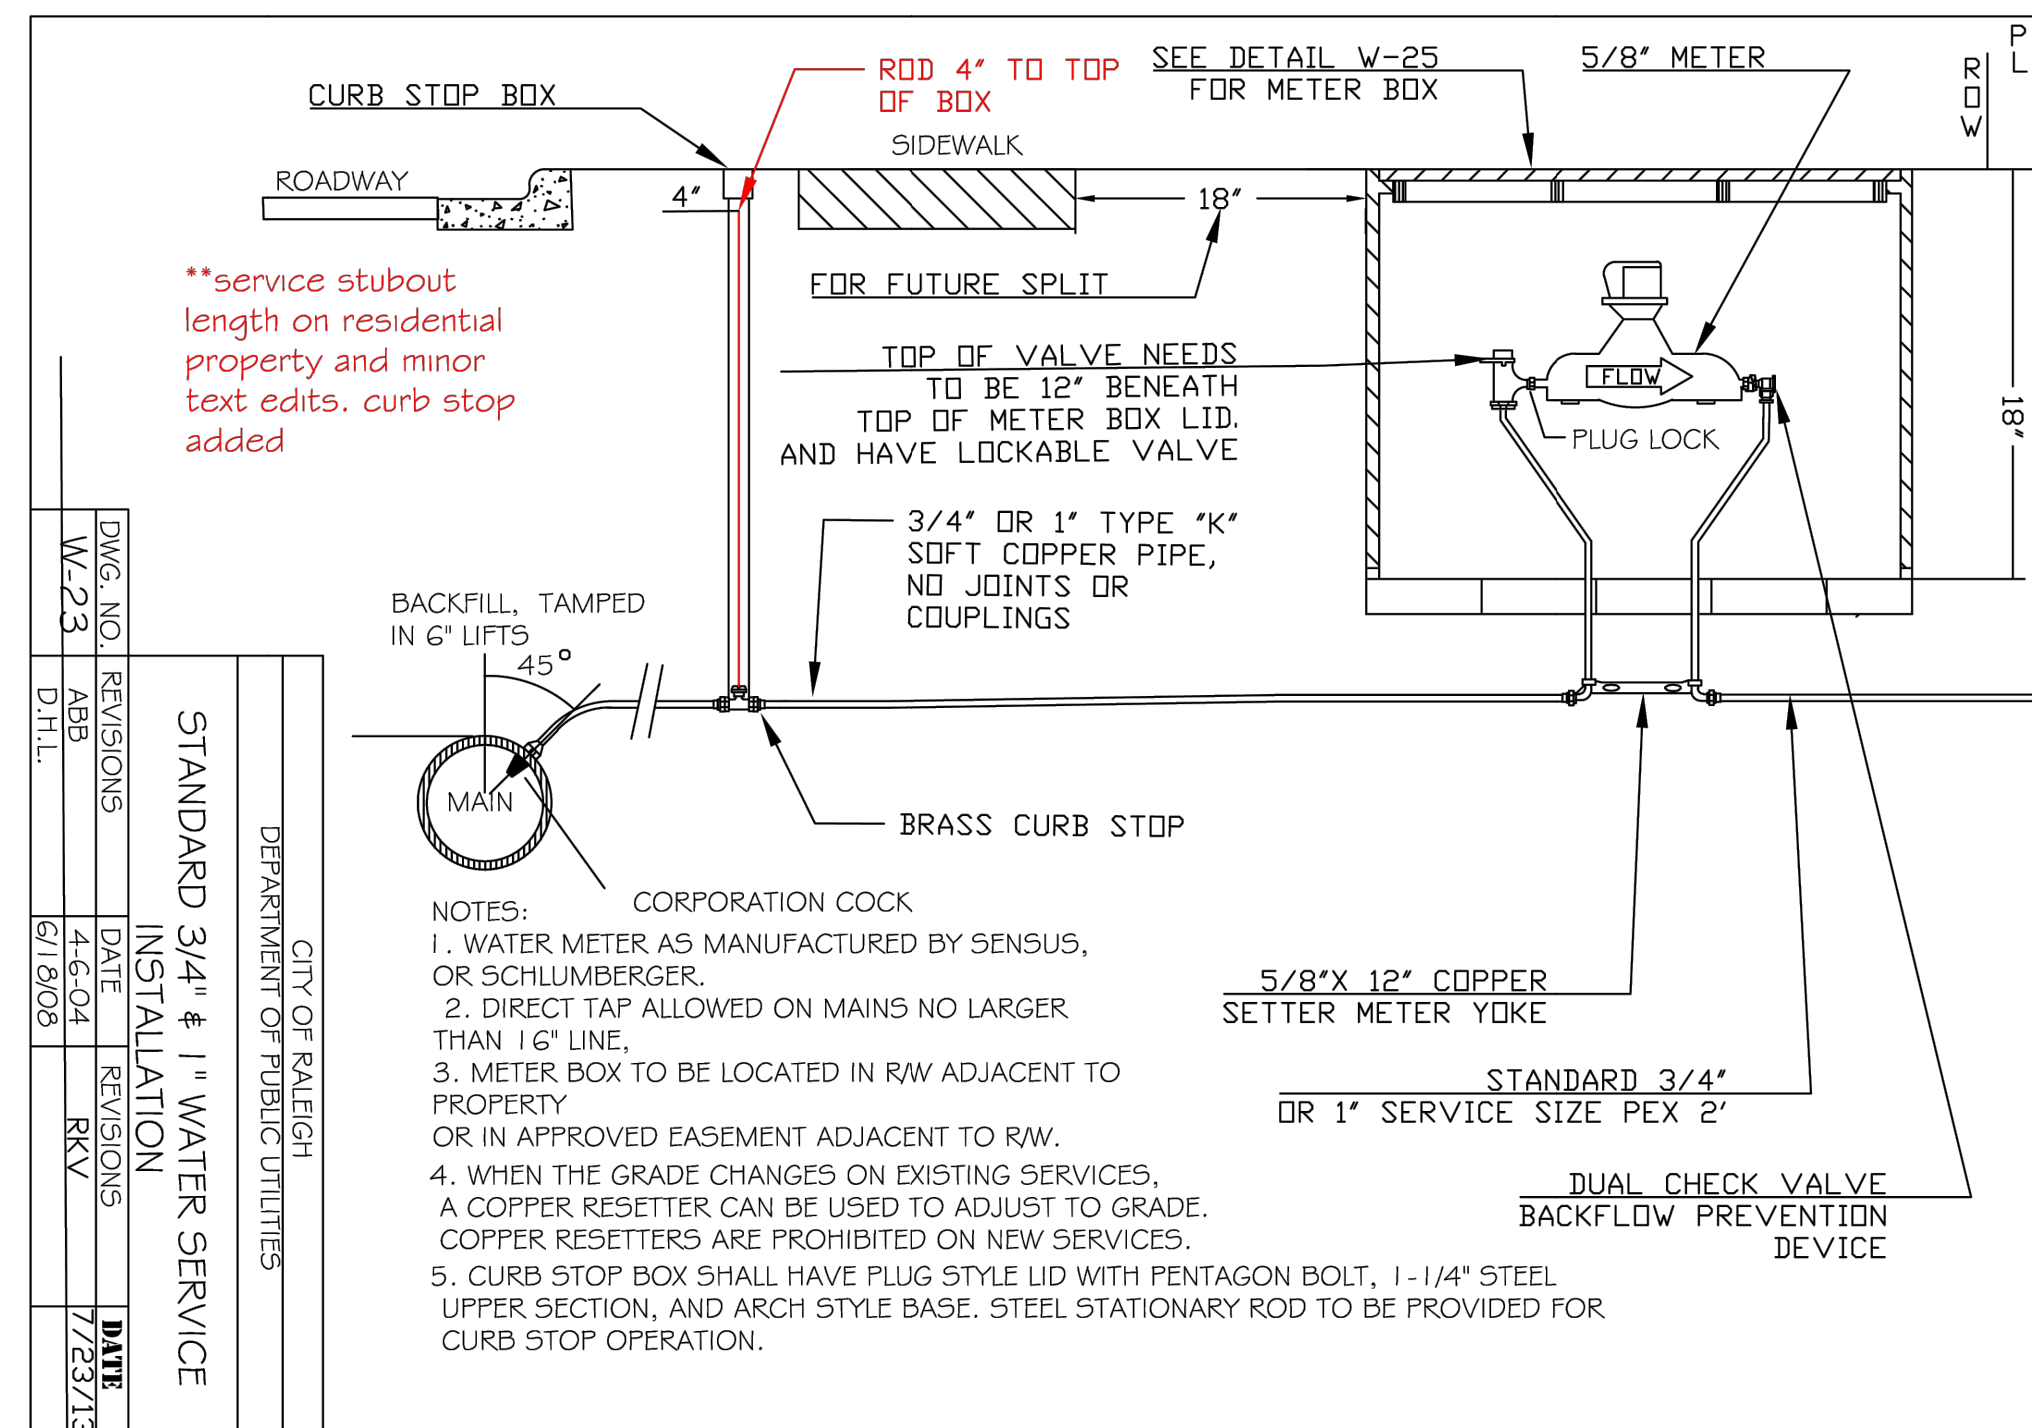 CURB STOP BOX
ROD 4" TO TOP
OF BOX
SEE DETAIL W-25
FOR METER BOX
5/8" METER
ROW
PL
SIDEWALK
ROADWAY
4"
18"
**service stubout
length on residential
property and minor
text edits. curb stop
added
FOR FUTURE SPLIT
TOP OF VALVE NEEDS
TO BE 12" BENEATH
TOP OF METER BOX LID.
AND HAVE LOCKABLE VALVE
FLOW
PLUG LOCK
18"
3/4" OR 1" TYPE "K"
SOFT COPPER PIPE,
NO JOINTS OR
COUPLINGS
BACKFILL, TAMPED
IN 6" LIFTS
45°
MAIN
BRASS CURB STOP
CORPORATION COCK
NOTES:
1. WATER METER AS MANUFACTURED BY SENSUS,
OR SCHLUMBERGER.
2. DIRECT TAP ALLOWED ON MAINS NO LARGER
THAN 16" LINE,
3. METER BOX TO BE LOCATED IN R/W ADJACENT TO
PROPERTY
OR IN APPROVED EASEMENT ADJACENT TO R/W.
4. WHEN THE GRADE CHANGES ON EXISTING SERVICES,
A COPPER RESETTER CAN BE USED TO ADJUST TO GRADE.
COPPER RESETTERS ARE PROHIBITED ON NEW SERVICES.
5. CURB STOP BOX SHALL HAVE PLUG STYLE LID WITH PENTAGON BOLT, 1-1/4" STEEL
UPPER SECTION, AND ARCH STYLE BASE. STEEL STATIONARY ROD TO BE PROVIDED FOR
CURB STOP OPERATION.
5/8"X 12" COPPER
SETTER METER YOKE
STANDARD 3/4"
OR 1" SERVICE SIZE PEX 2'
DUAL CHECK VALVE
BACKFLOW PREVENTION
DEVICE
CITY OF RALEIGH
DEPARTMENT OF PUBLIC UTILITIES
STANDARD 3/4" & 1" WATER SERVICE
INSTALLATION
DWG. NO. REVISIONS DATE REVISIONS DATE
W-23 ABB 4-6-04 RKV 7/23/13
D.H.L. 6/18/08